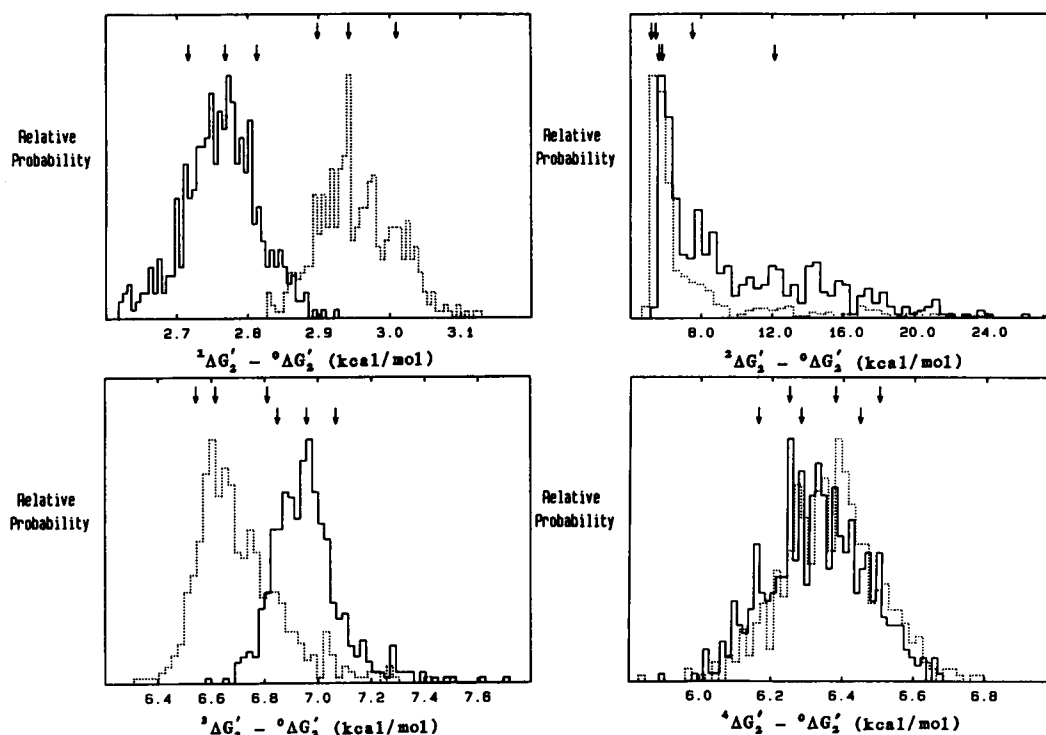 Relative
Probability
2.7 2.8 2.9 3.0 3.1
¹ΔG₂′ − ⁰ΔG₂′ (kcal/mol)
Relative
Probability
8.0 12.0 16.0 20.0 24.0
²ΔG₂′ − ⁰ΔG₂′ (kcal/mol)
Relative
Probability
6.4 6.6 6.8 7.0 7.2 7.4 7.6
³ΔG₂′ − ⁰ΔG₂′ (kcal/mol)
Relative
Probability
6.0 6.2 6.4 6.6 6.8
⁴ΔG₂′ − ⁰ΔG₂′ (kcal/mol)